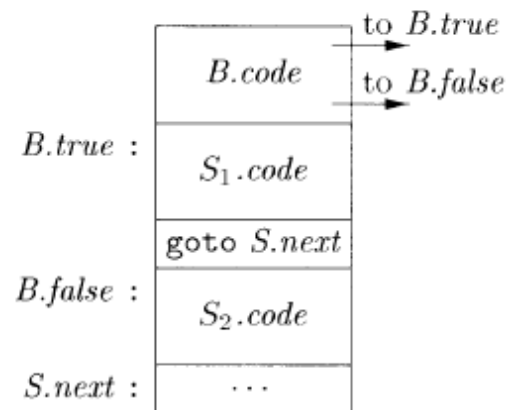 to B.true
B.code
to B.false
B.true :
S₁.code
goto S.next
B.false :
S₂.code
S.next :
...